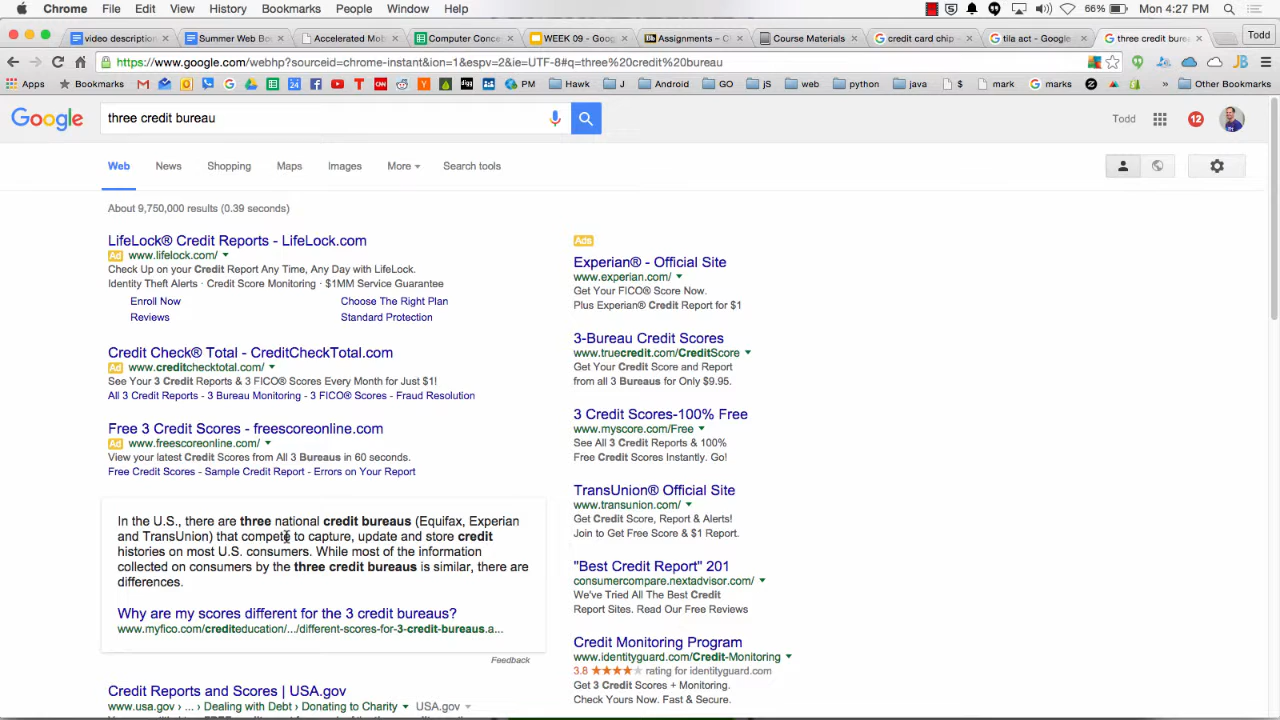 Chrome File Edit View History Bookmarks People Window Help 66% Mon 4:27 PM
video description Summer Web Bo Accelerated Mob Computer Conce WEEK 09 - Goog Assignments – C Course Materials credit card chip tila act - Google three credit burea Todd
https://www.google.com/webhp?sourceid=chrome-instant&ion=1&espv=2&ie=UTF-8#q=three%20credit%20bureau
Apps Bookmarks PM Hawk J Android GO jS web python java $ mark marks marks » Other Bookmarks
Google three credit bureau Todd 12
Web News Shopping Maps Images More Search tools
About 9,750,000 results (0.39 seconds)
LifeLock® Credit Reports - LifeLock.com
Ad www.lifelock.com/
Check Up on your Credit Report Any Time, Any Day with LifeLock.
Identity Theft Alerts · Credit Score Monitoring · $1MM Service Guarantee
Enroll Now Choose The Right Plan
Reviews Standard Protection
Credit Check® Total - CreditCheckTotal.com
Ad www.creditchecktotal.com/
See Your 3 Credit Reports & 3 FICO® Scores Every Month for Just $1!
All 3 Credit Reports - 3 Bureau Monitoring - 3 FICO® Scores - Fraud Resolution
Free 3 Credit Scores - freescoreonline.com
Ad www.freescoreonline.com/
View your latest Credit Scores from All 3 Bureaus in 60 seconds.
Free Credit Scores - Sample Credit Report - Errors on Your Report
In the U.S., there are three national credit bureaus (Equifax, Experian
and TransUnion) that compete to capture, update and store credit
histories on most U.S. consumers. While most of the information
collected on consumers by the three credit bureaus is similar, there are
differences.
Why are my scores different for the 3 credit bureaus?
www.myfico.com/crediteducation/.../different-scores-for-3-credit-bureaus.a...
Feedback
Credit Reports and Scores | USA.gov
www.usa.gov › ... › Dealing with Debt › Donating to Charity USA.gov
Ads
Experian® - Official Site
www.experian.com/
Get Your FICO® Score Now.
Plus Experian® Credit Report for $1
3-Bureau Credit Scores
www.truecredit.com/CreditScore
Get Your Credit Score and Report
from all 3 Bureaus for Only $9.95.
3 Credit Scores-100% Free
www.myscore.com/Free
See All 3 Credit Reports & 100%
Free Credit Scores Instantly. Go!
TransUnion® Official Site
www.transunion.com/
Get Credit Score, Report & Alerts!
Join to Get Free Score & $1 Report.
"Best Credit Report" 201
consumercompare.nextadvisor.com/
We've Tried All The Best Credit
Report Sites. Read Our Free Reviews
Credit Monitoring Program
www.identityguard.com/Credit-Monitoring
3.8 rating for identityguard.com
Get 3 Credit Scores + Monitoring.
Checks Yours Now. Fast & Secure.